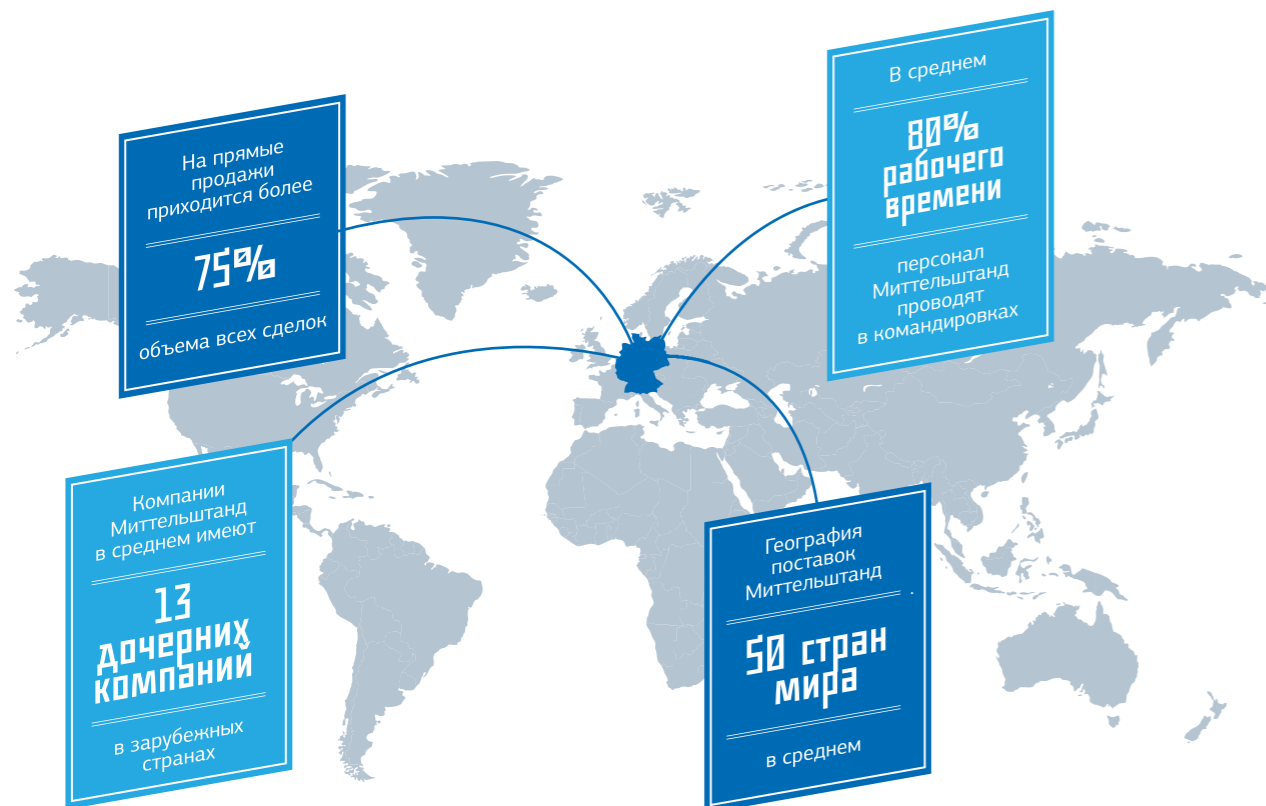 На прямые
продажи
приходится более
75%
объема всех сделок
В среднем
80%
рабочего
времени
персонал
Миттельштанд
проводят
в командировках
Компании
Миттельштанд
в среднем имеют
13
дочерних
компаний
в зарубежных
странах
География
поставок
Миттельштанд
50 стран
мира
в среднем